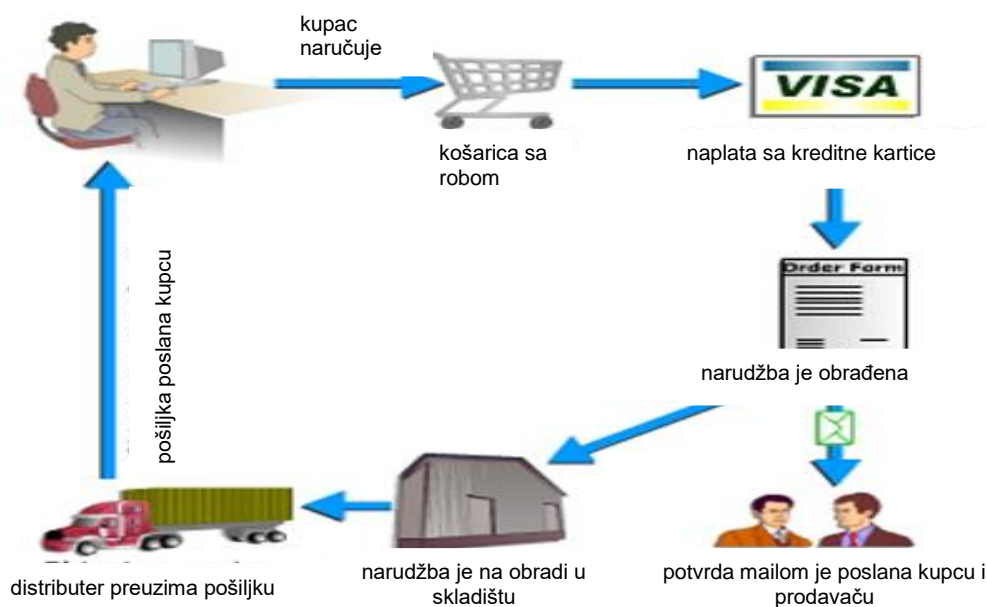 kupac
naručuje
VISA
košarica sa
robom
naplata sa kreditne kartice
Order Form
narudžba je obrađena
pošiljka poslana kupcu
distributer preuzima pošiljku
narudžba je na obradi u
skladištu
potvrda mailom je poslana kupcu i
prodavaču